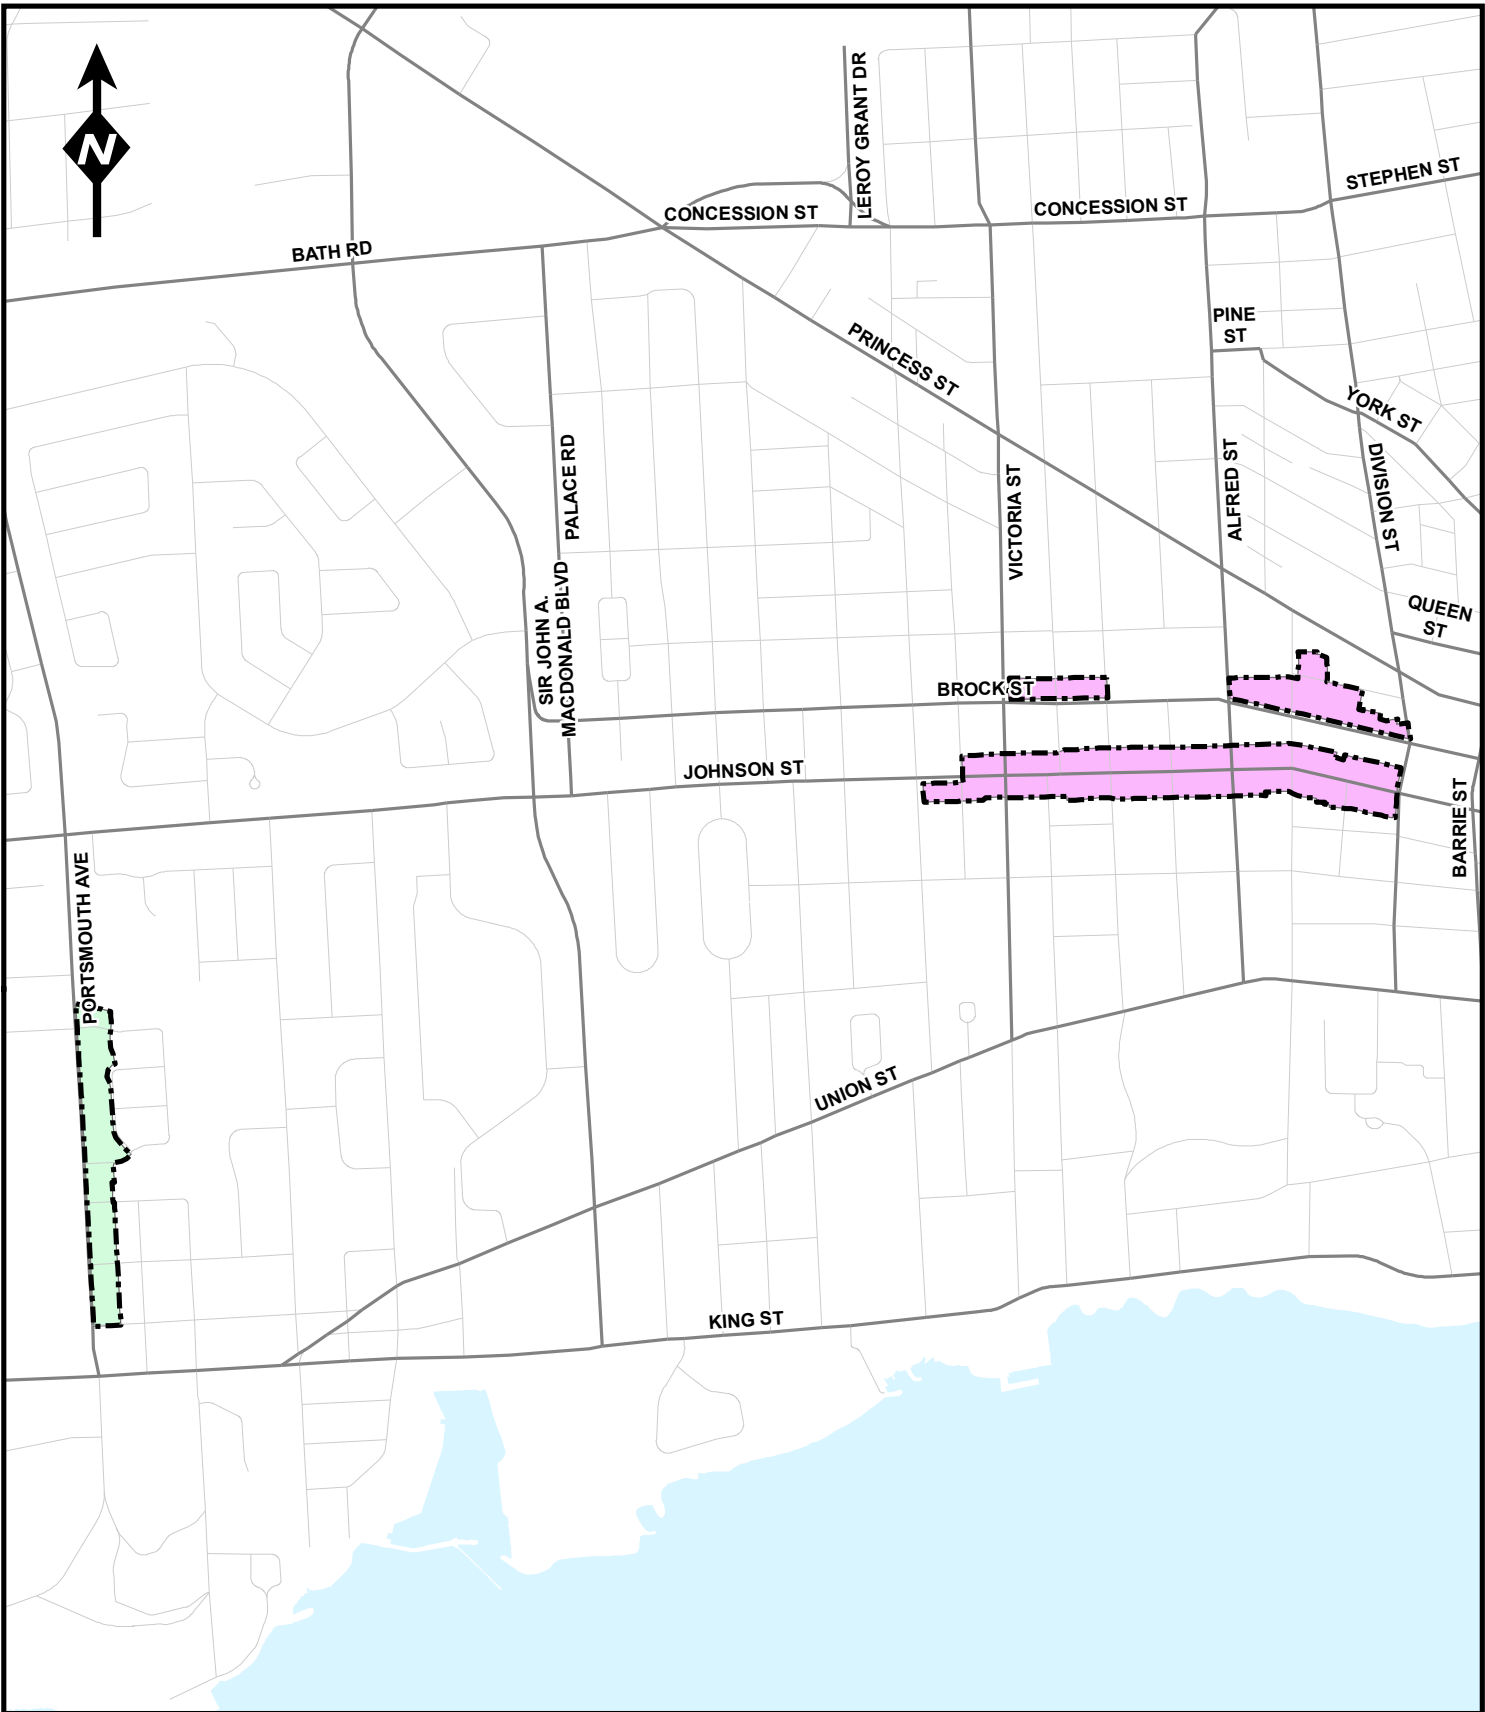 N
LEROY GRANT DR
STEPHEN ST
CONCESSION ST
CONCESSION ST
BATH RD
PINE
ST
PRINCESS ST
YORK ST
PALACE RD
VICTORIA ST
ALFRED ST
DIVISION ST
SIR JOHN A.
MACDONALD BLVD
QUEEN
ST
BROCK ST
JOHNSON ST
BARRIE ST
PORTSMOUTH AVE
UNION ST
KING ST